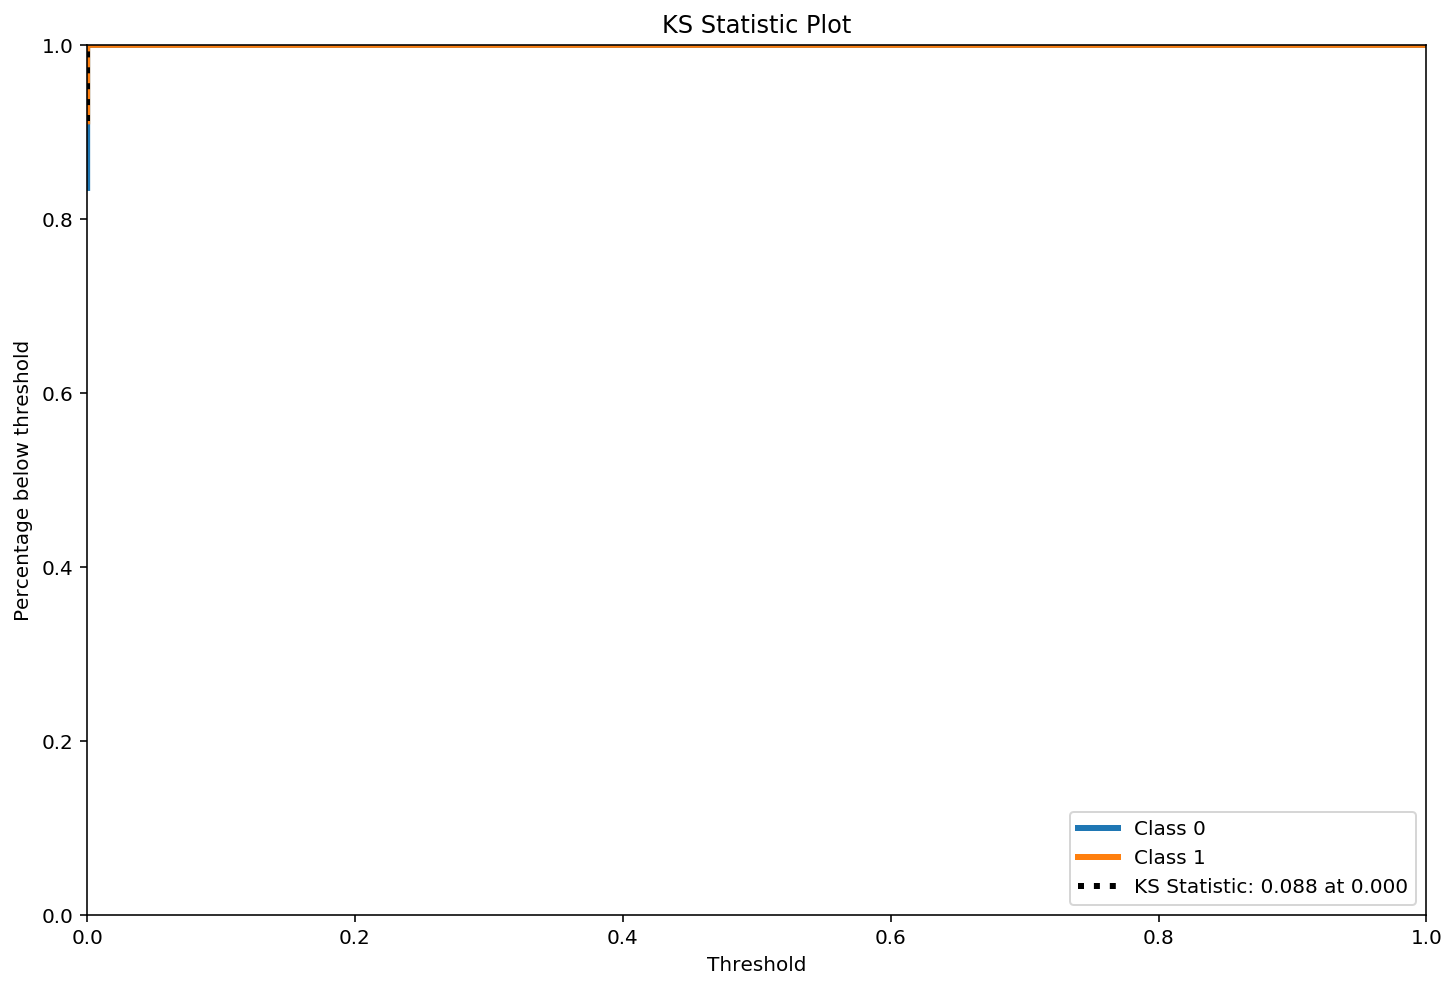 KS Statistic Plot
1.0
0.8
0.6
0.4
0.2
0.0
Percentage below threshold
Class 0
Class 1
KS Statistic: 0.088 at 0.000
0.0 0.2 0.4 0.6 0.8 1.0
Threshold